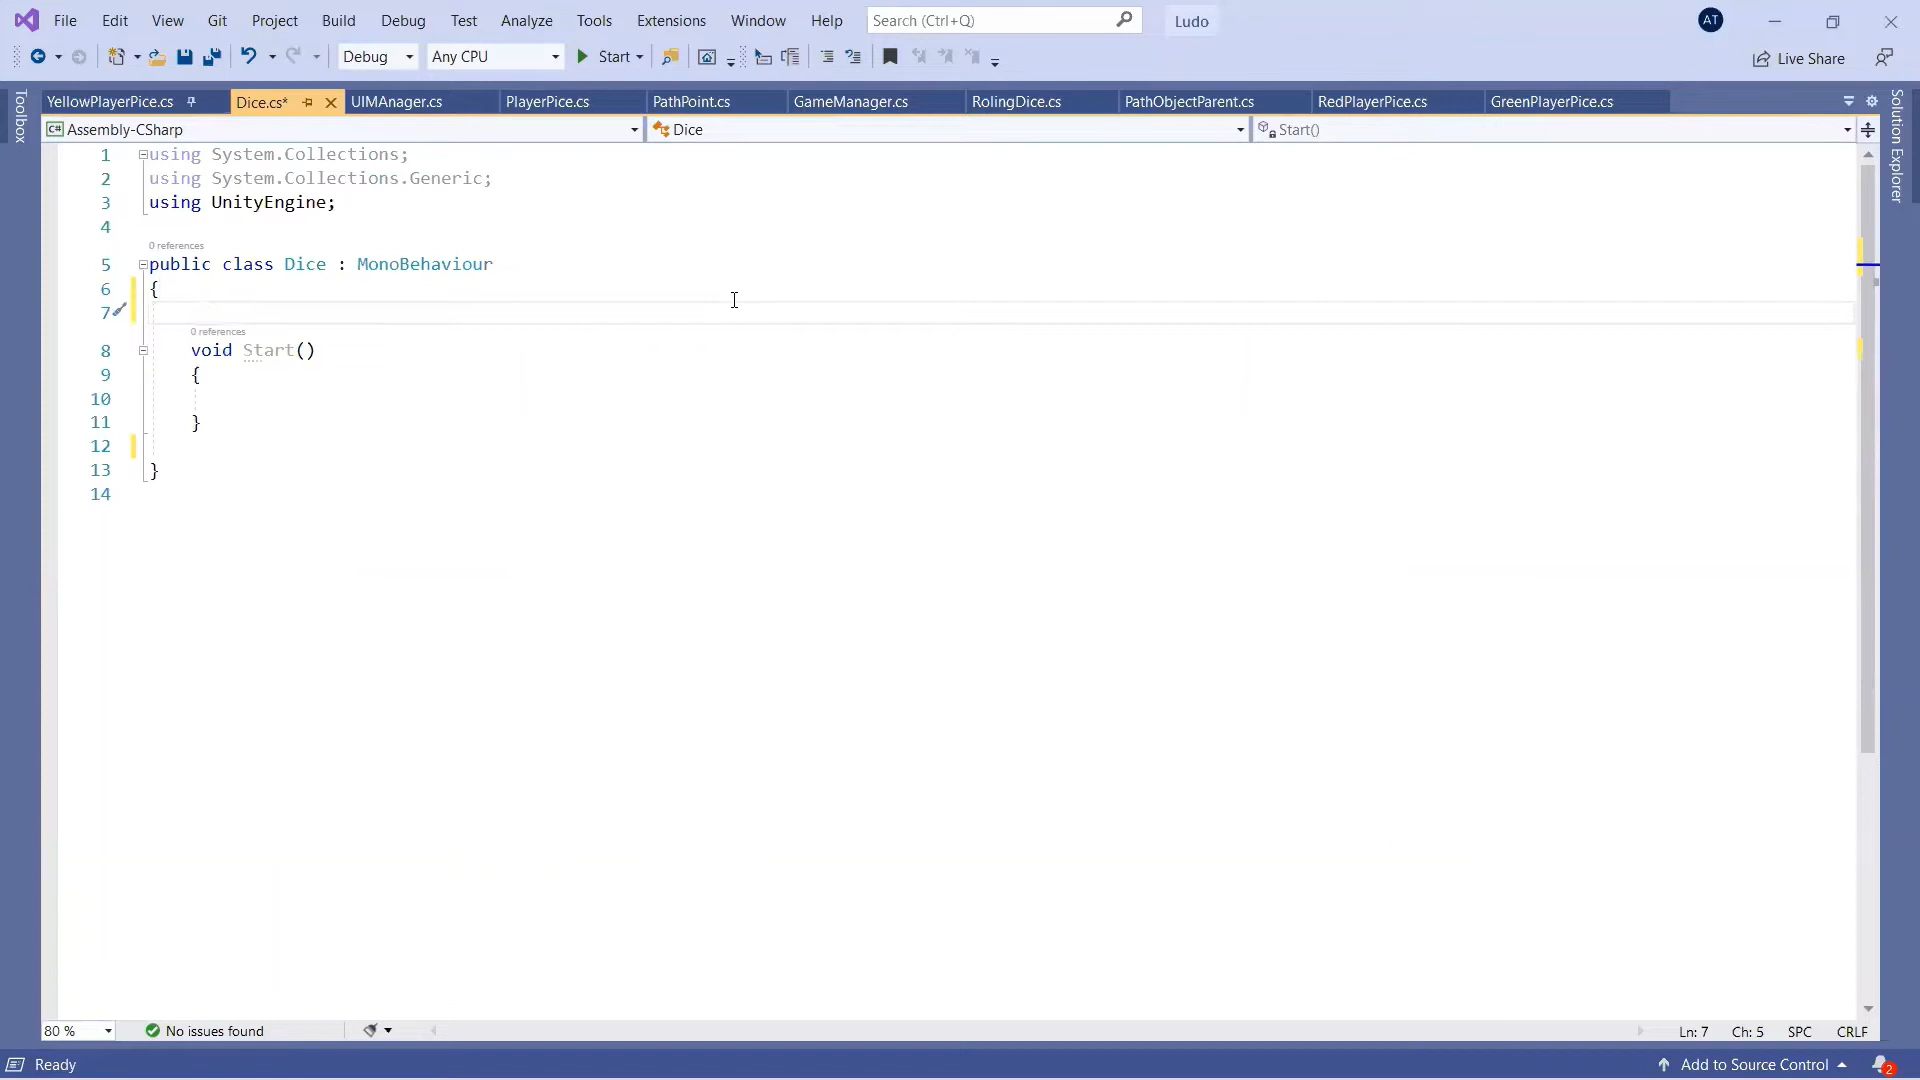 File Edit View Git Project Build Debug Test Analyze Tools Extensions Window Help Search (Ctrl+Q) Ludo AT
Debug Any CPU Start Live Share
Toolbox
YellowPlayerPice.cs Dice.cs* UIMAnager.cs PlayerPice.cs PathPoint.cs GameManager.cs RolingDice.cs PathObjectParent.cs RedPlayerPice.cs GreenPlayerPice.cs
Solution Explorer
C# Assembly-CSharp Dice Start()
1 using System.Collections;
2 using System.Collections.Generic;
3 using UnityEngine;
4
0 references
5 public class Dice : MonoBehaviour
6 {
7
0 references
8 void Start()
9 {
10
11 }
12
13 }
14
80 % No issues found Ln: 7 Ch: 5 SPC CRLF
Ready Add to Source Control 2